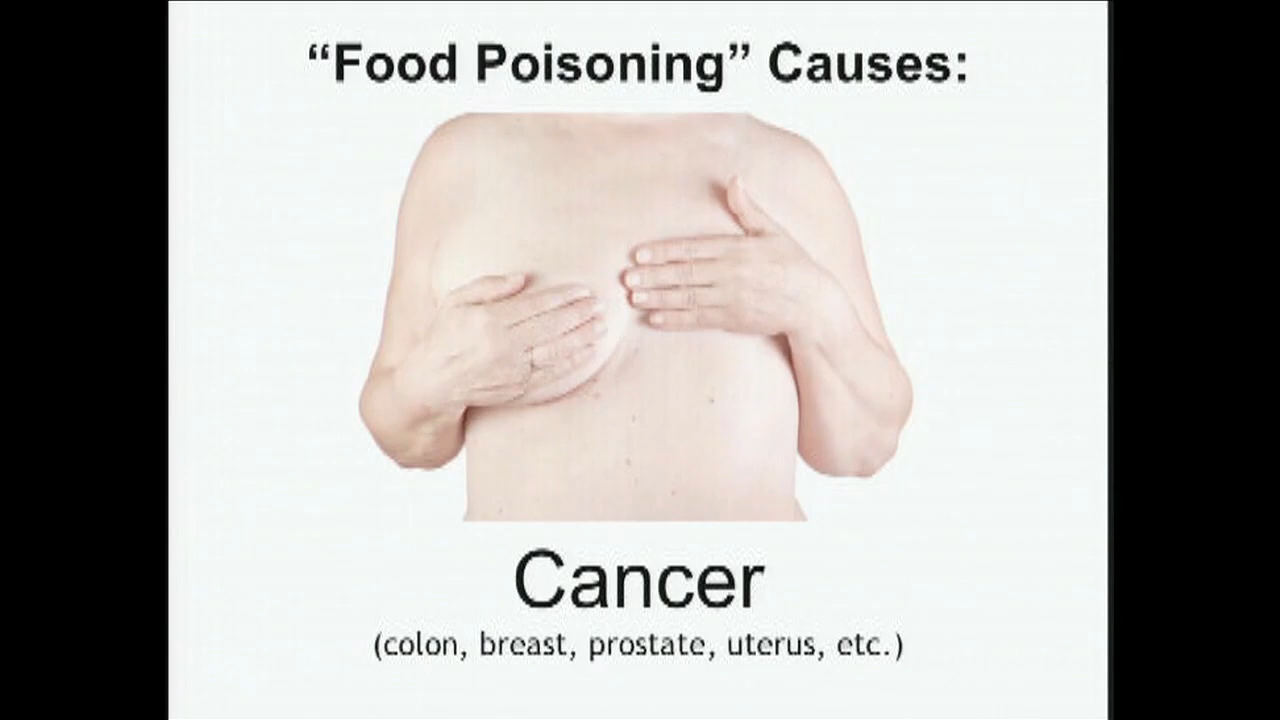 “Food Poisoning” Causes:
Cancer
(colon, breast, prostate, uterus, etc.)